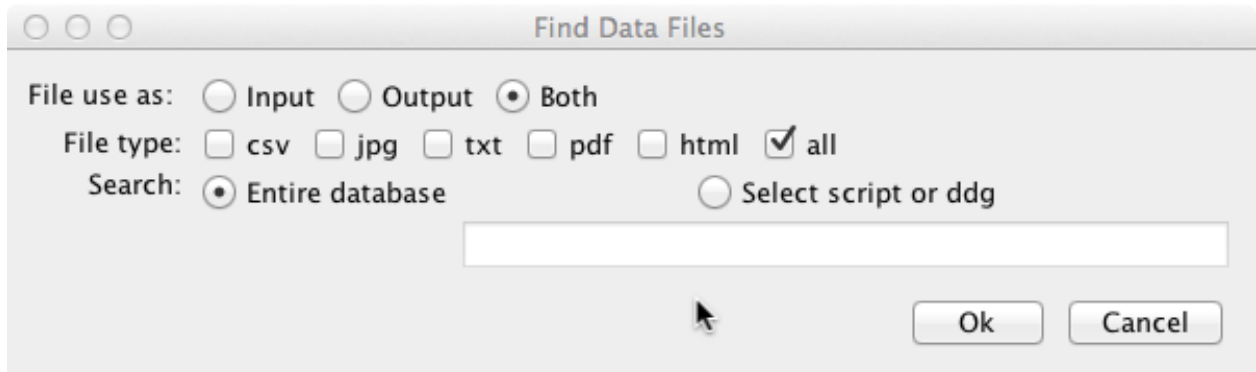 Find Data Files
File use as: Input Output Both
File type: csv jpg txt pdf html all
Search: Entire database Select script or ddg
Ok Cancel